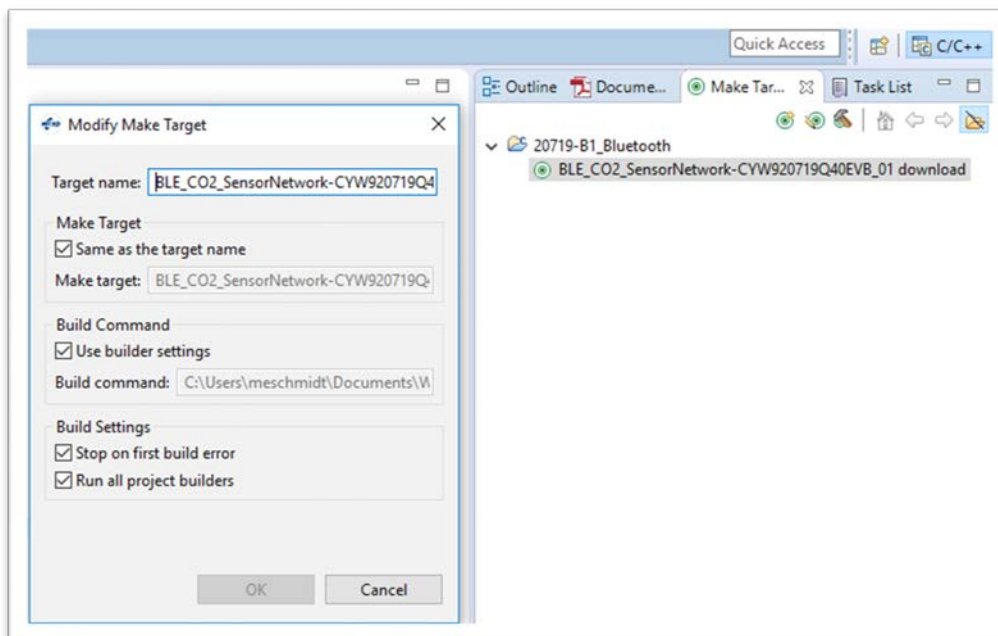 Quick Access
C/C++
Outline Docume... Make Tar... Task List
20719-B1_Bluetooth
BLE_CO2_SensorNetwork-CYW920719Q40EVB_01 download
Modify Make Target
Target name: BLE_CO2_SensorNetwork-CYW920719Q4
Make Target
Same as the target name
Make target: BLE_CO2_SensorNetwork-CYW920719Q
Build Command
Use builder settings
Build command: C:\Users\meschmidt\Documents\W
Build Settings
Stop on first build error
Run all project builders
OK Cancel